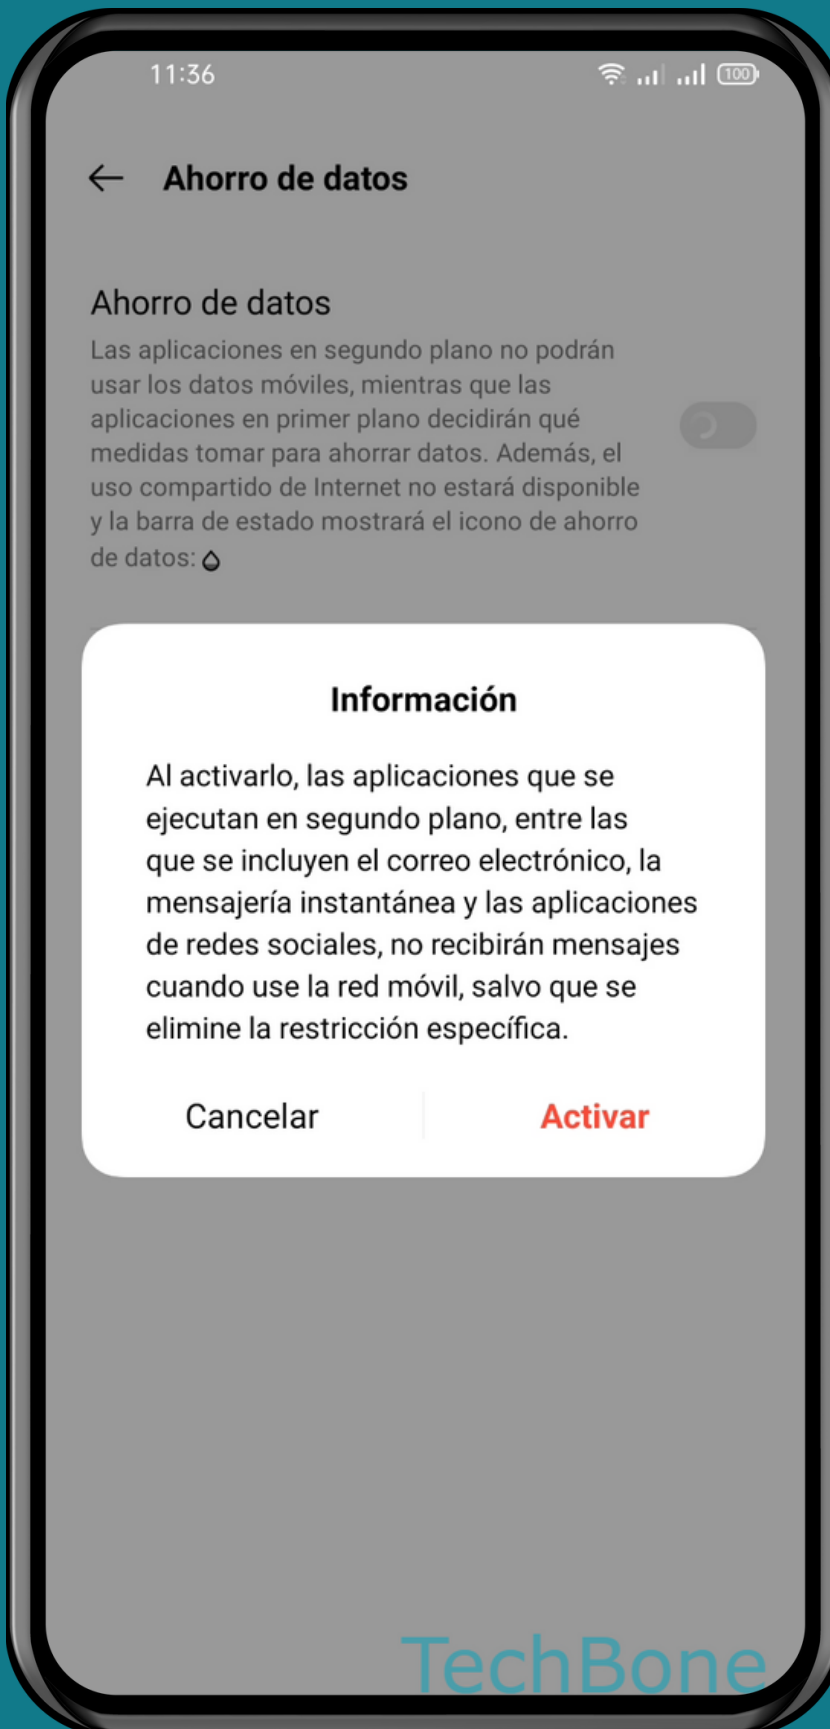 11:36
100
Ahorro de datos
Ahorro de datos
Las aplicaciones en segundo plano no podrán
usar los datos móviles, mientras que las
aplicaciones en primer plano decidirán qué
medidas tomar para ahorrar datos. Además, el
uso compartido de Internet no estará disponible
y la barra de estado mostrará el icono de ahorro
de datos:
Información
Al activarlo, las aplicaciones que se
ejecutan en segundo plano, entre las
que se incluyen el correo electrónico, la
mensajería instantánea y las aplicaciones
de redes sociales, no recibirán mensajes
cuando use la red móvil, salvo que se
elimine la restricción específica.
Cancelar
Activar
TechBone